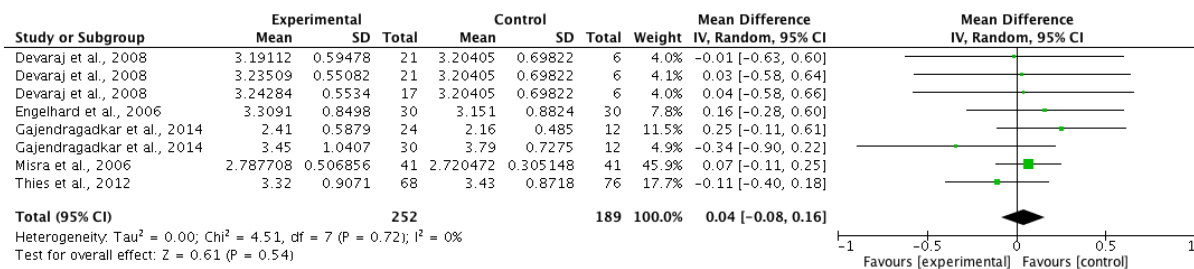 Experimental Control Mean Difference Mean Difference
Study or Subgroup Mean SD Total Mean SD Total Weight IV, Random, 95% CI IV, Random, 95% CI
Devaraj et al., 2008 3.19112 0.59478 21 3.20405 0.69822 6 4.0% -0.01 [-0.63, 0.60]
Devaraj et al., 2008 3.23509 0.55082 21 3.20405 0.69822 6 4.1% 0.03 [-0.58, 0.64]
Devaraj et al., 2008 3.24284 0.5534 17 3.20405 0.69822 6 4.0% 0.04 [-0.58, 0.66]
Engelhard et al., 2006 3.3091 0.8498 30 3.151 0.8824 30 7.8% 0.16 [-0.28, 0.60]
Gajendragadkar et al., 2014 2.41 0.5879 24 2.16 0.485 12 11.5% 0.25 [-0.11, 0.61]
Gajendragadkar et al., 2014 3.45 1.0407 30 3.79 0.7275 12 4.9% -0.34 [-0.90, 0.22]
Misra et al., 2006 2.787708 0.506856 41 2.720472 0.305148 41 45.9% 0.07 [-0.11, 0.25]
Thies et al., 2012 3.32 0.9071 68 3.43 0.8718 76 17.7% -0.11 [-0.40, 0.18]
Total (95% CI) 252 189 100.0% 0.04 [-0.08, 0.16]
Heterogeneity: Tau² = 0.00; Chi² = 4.51, df = 7 (P = 0.72); I² = 0%
Test for overall effect: Z = 0.61 (P = 0.54)
-1 -0.5 0 0.5 1
Favours [experimental] Favours [control]